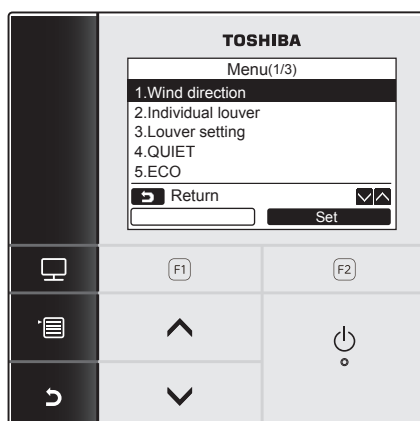 TOSHIBA
Menu(1/3)
1.Wind direction
2.Individual louver
3.Louver setting
4.QUIET
5.ECO
Return
Set
F1
F2